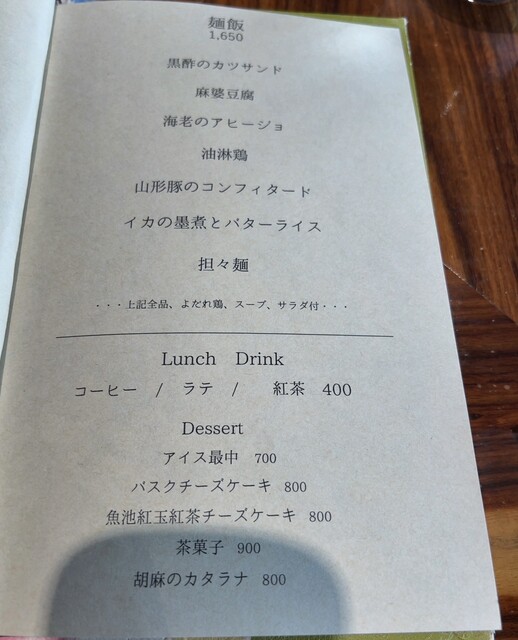 麺飯
1,650
黒酢のカツサンド
麻婆豆腐
海老のアヒージョ
油淋鶏
山形豚のコンフィタード
イカの墨煮とバターライス
担々麺
・・・上記全品、よだれ鶏、スープ、サラダ付・・・
Lunch Drink
コーヒー / ラテ / 紅茶 400
Dessert
アイス最中 700
バスクチーズケーキ 800
魚池紅玉紅茶チーズケーキ 800
茶菓子 900
胡麻のカタラナ 800